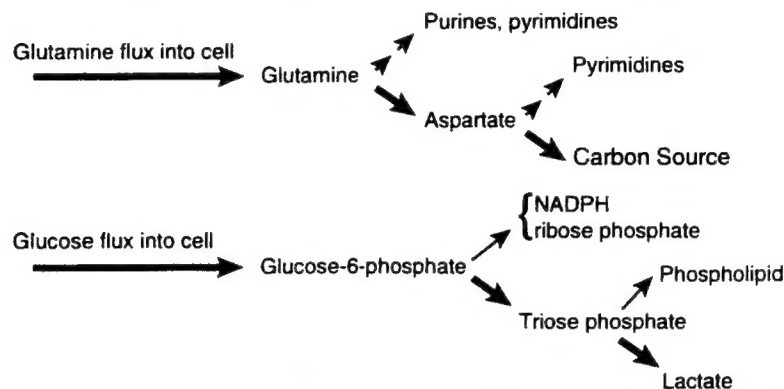 Purines, pyrimidines
Glutamine flux into cell
Glutamine
Pyrimidines
Aspartate
Carbon Source
NADPH
ribose phosphate
Glucose flux into cell
Glucose-6-phosphate
Phospholipid
Triose phosphate
Lactate